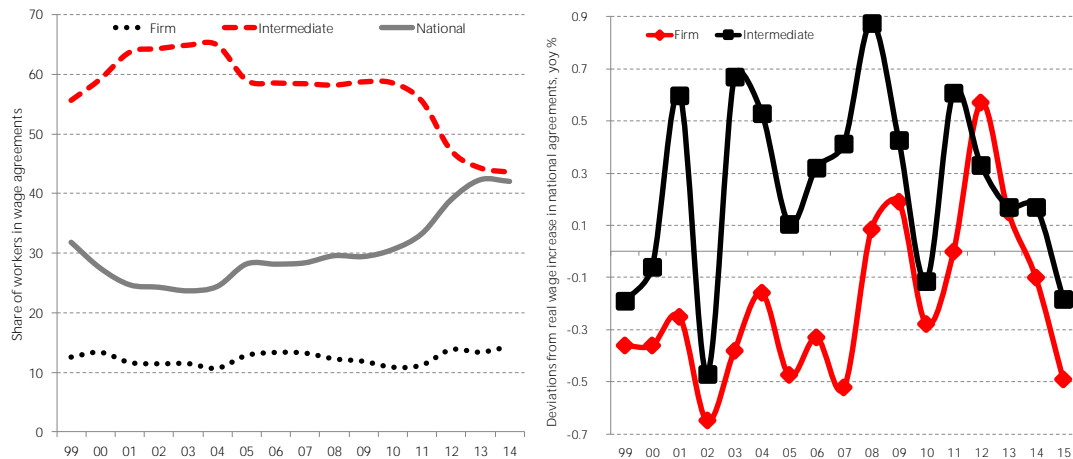 Share of workers in wage agreements
Firm Intermediate National
70
60
50
40
30
20
10
0
99 00 01 02 03 04 05 06 07 08 09 10 11 12 13 14
Deviations from real wage increase in national agreements, yoy %
Firm Intermediate
0.9
0.7
0.5
0.3
0.1
-0.1
-0.3
-0.5
-0.7
99 00 01 02 03 04 05 06 07 08 09 10 11 12 13 14 15